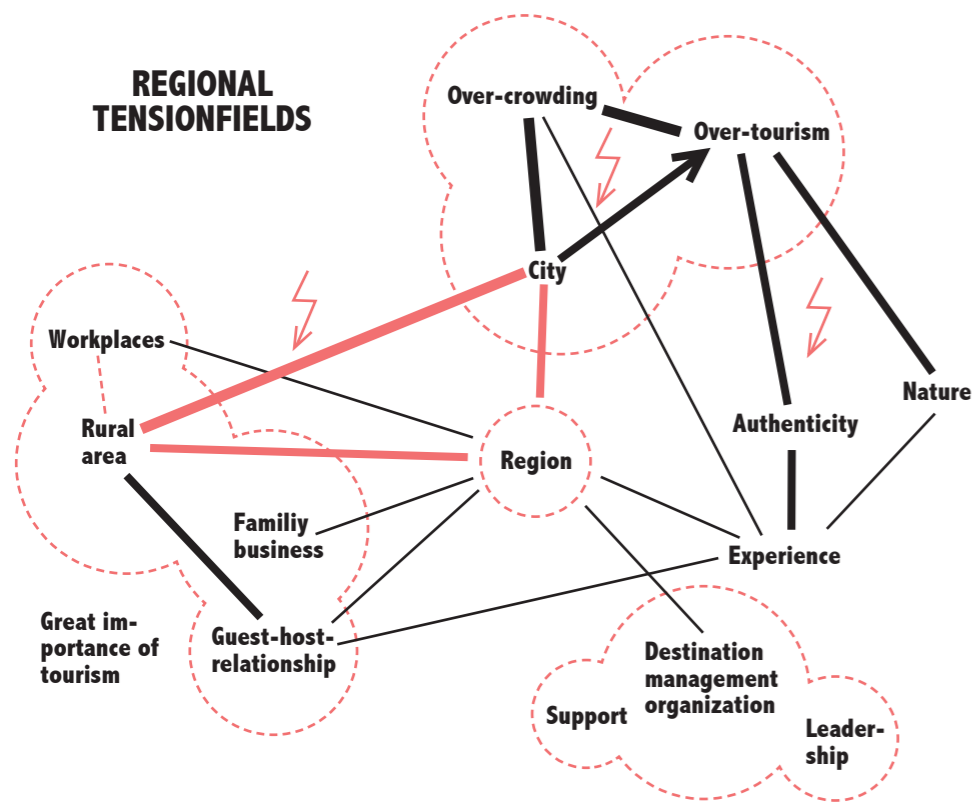 REGIONAL
TENSIONFIELDS
Over-crowding
Over-tourism
City
Workplaces
Nature
Rural
area
Authenticity
Region
Familiy
business
Experience
Great im-
portance of
tourism
Guest-host-
relationship
Destination
management
organization
Support
Leader-
ship